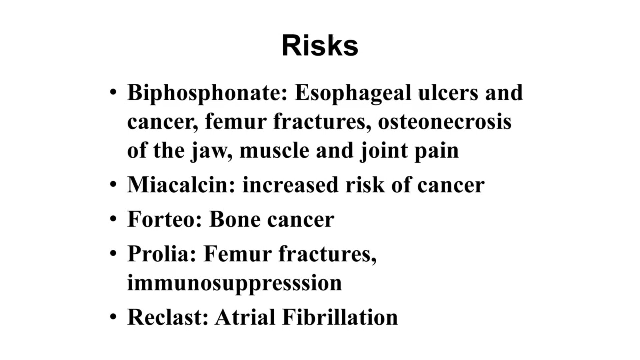 Risks
• Biphosphonate: Esophageal ulcers and
cancer, femur fractures, osteonecrosis
of the jaw, muscle and joint pain
• Miacalcin: increased risk of cancer
• Forteo: Bone cancer
• Prolia: Femur fractures,
immunosuppresssion
• Reclast: Atrial Fibrillation